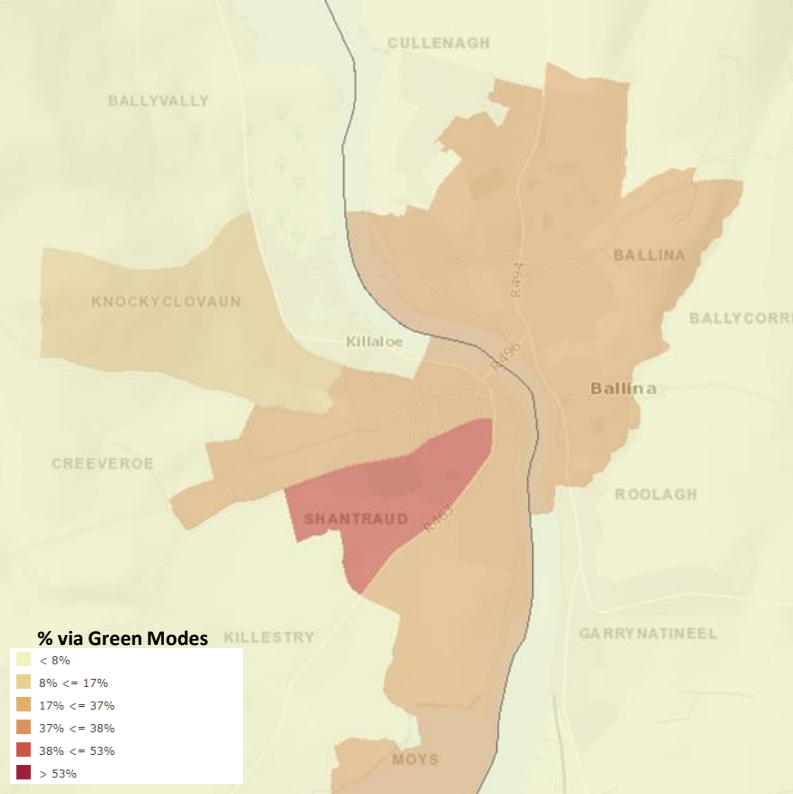 CULLENAGH
BALLYVALLY
BALLINA
R494
KNOCKYCLOVAUN
BALLYCORRI
Killaloe
R496
Ballina
CREEVEROE
ROOLAGH
SHANTRAUD
R463
KILLESTRY
GARRYNATINEEL
MOYS
% via Green Modes
< 8%
8% <= 17%
17% <= 37%
37% <= 38%
38% <= 53%
> 53%